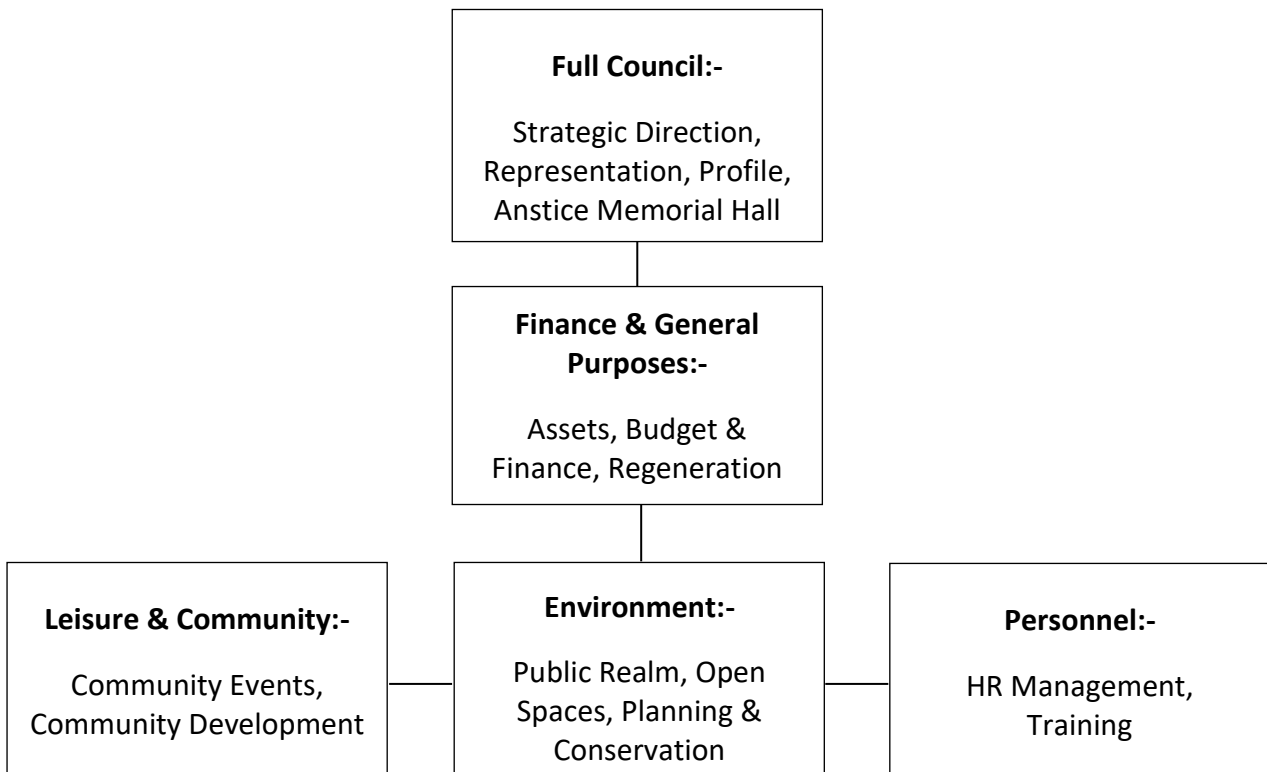 Full Council:-
Strategic Direction,
Representation, Profile,
Anstice Memorial Hall
Finance & General
Purposes:-
Assets, Budget &
Finance, Regeneration
Leisure & Community:-
Community Events,
Community Development
Environment:-
Public Realm, Open
Spaces, Planning &
Conservation
Personnel:-
HR Management,
Training